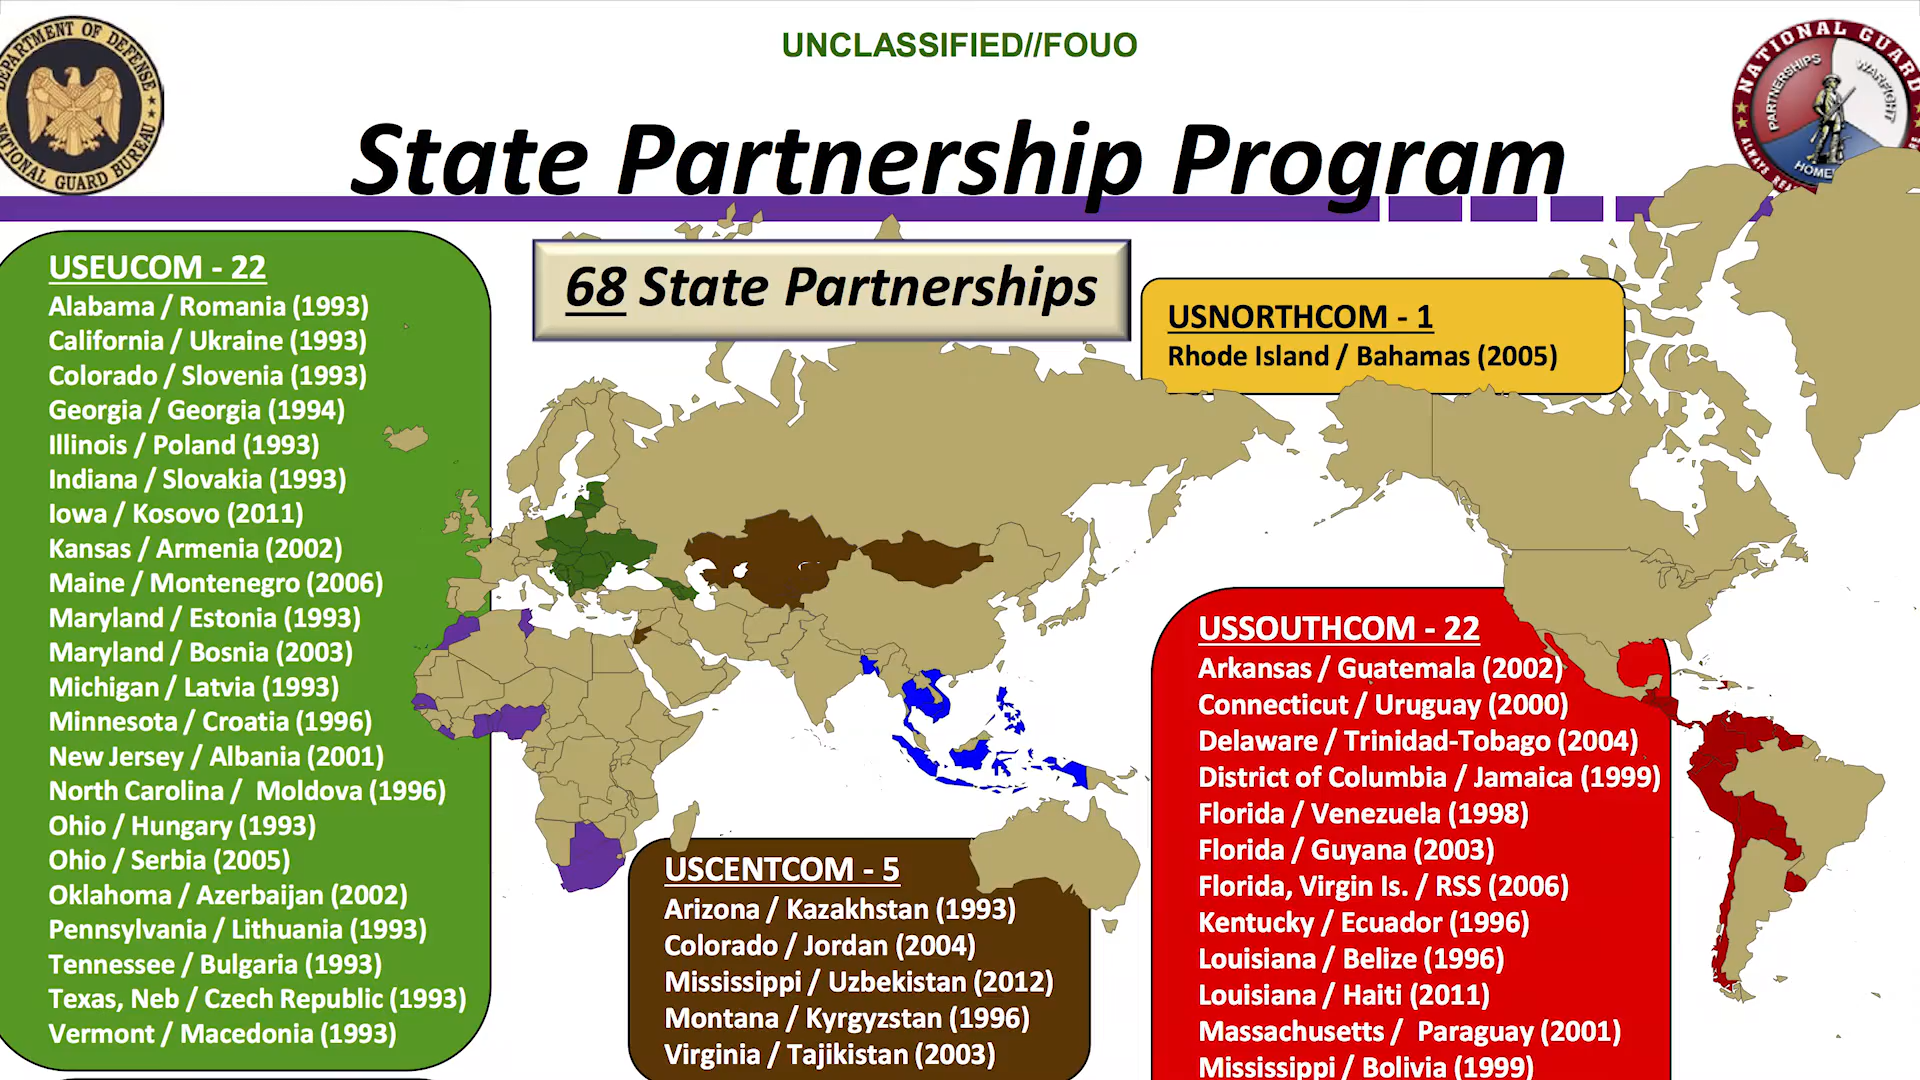 UNCLASSIFIED//FOUO
DEPARTMENT OF DEFENSE
NATIONAL GUARD BUREAU
NATIONAL GUARD
PARTNERSHIPS
WARFIGHT
ALWAYS
State Partnership Program
68 State Partnerships
USEUCOM - 22
Alabama / Romania (1993)
California / Ukraine (1993)
Colorado / Slovenia (1993)
Georgia / Georgia (1994)
Illinois / Poland (1993)
Indiana / Slovakia (1993)
Iowa / Kosovo (2011)
Kansas / Armenia (2002)
Maine / Montenegro (2006)
Maryland / Estonia (1993)
Maryland / Bosnia (2003)
Michigan / Latvia (1993)
Minnesota / Croatia (1996)
New Jersey / Albania (2001)
North Carolina /  Moldova (1996)
Ohio / Hungary (1993)
Ohio / Serbia (2005)
Oklahoma / Azerbaijan (2002)
Pennsylvania / Lithuania (1993)
Tennessee / Bulgaria (1993)
Texas, Neb / Czech Republic (1993)
Vermont / Macedonia (1993)
USNORTHCOM - 1
Rhode Island / Bahamas (2005)
USCENTCOM - 5
Arizona / Kazakhstan (1993)
Colorado / Jordan (2004)
Mississippi / Uzbekistan (2012)
Montana / Kyrgyzstan (1996)
Virginia / Tajikistan (2003)
USSOUTHCOM - 22
Arkansas / Guatemala (2002)
Connecticut / Uruguay (2000)
Delaware / Trinidad-Tobago (2004)
District of Columbia / Jamaica (1999)
Florida / Venezuela (1998)
Florida / Guyana (2003)
Florida, Virgin Is. / RSS (2006)
Kentucky / Ecuador (1996)
Louisiana / Belize (1996)
Louisiana / Haiti (2011)
Massachusetts /  Paraguay (2001)
Mississippi / Bolivia (1999)